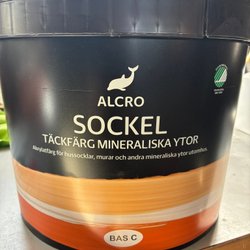 ALCRO
SOCKEL
TÄCKFÄRG MINERALISKA YTOR
Akrylatfärg för hussocklar, murar och andra mineraliska ytor utomhus.
BAS C